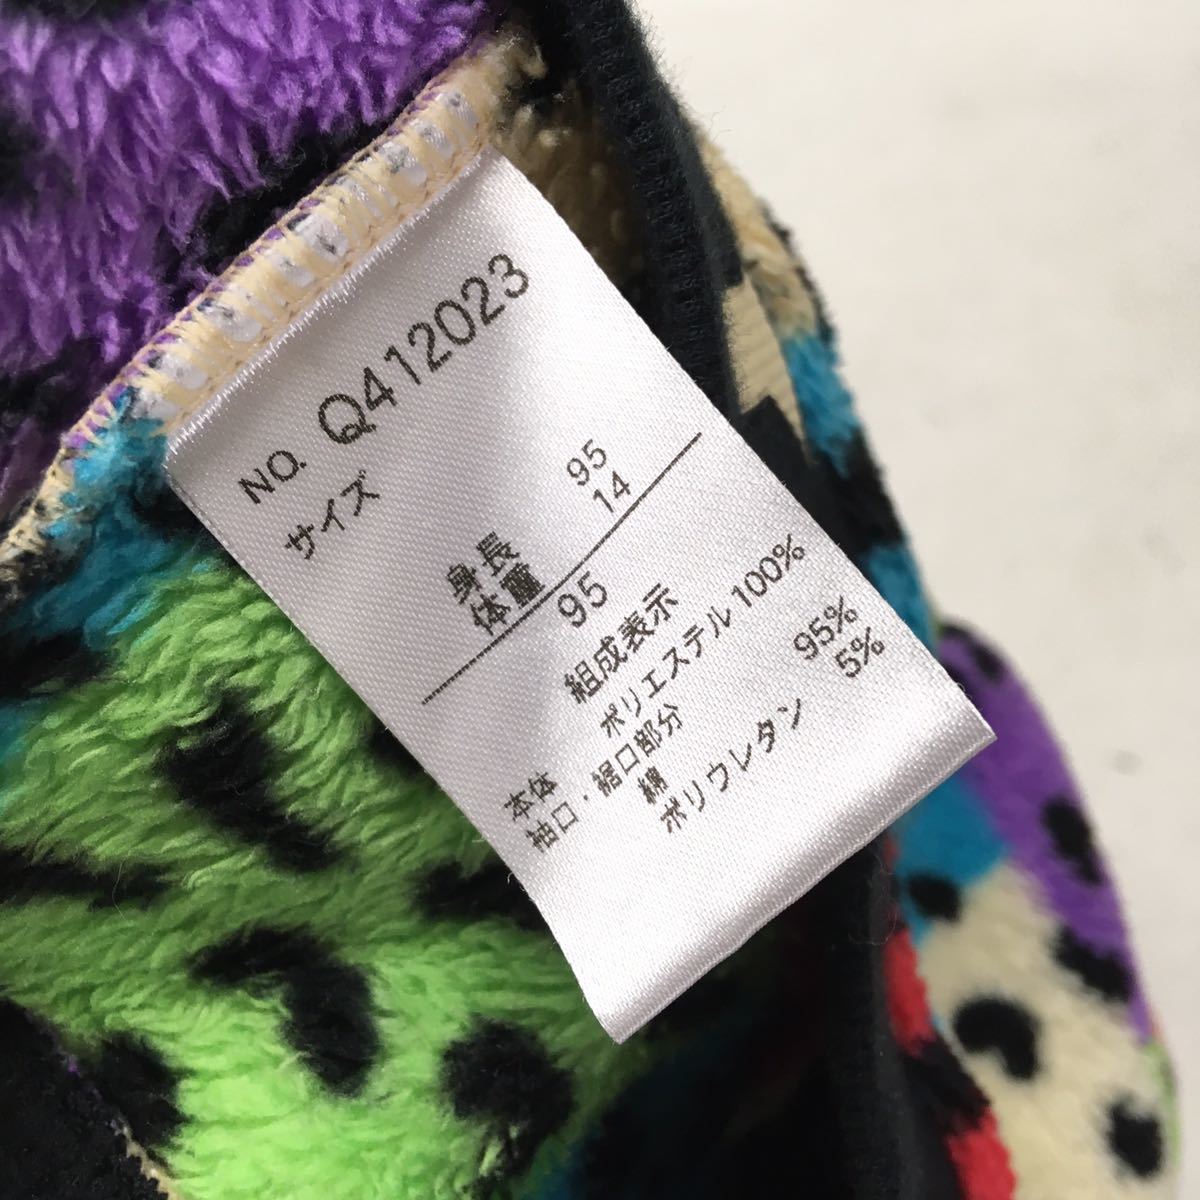 NO. Q412023
サイズ
身長 95
体重 14
95
組成表示
本体 ポリエステル100%
袖口・裾口部分
綿 95%
ポリウレタン 5%